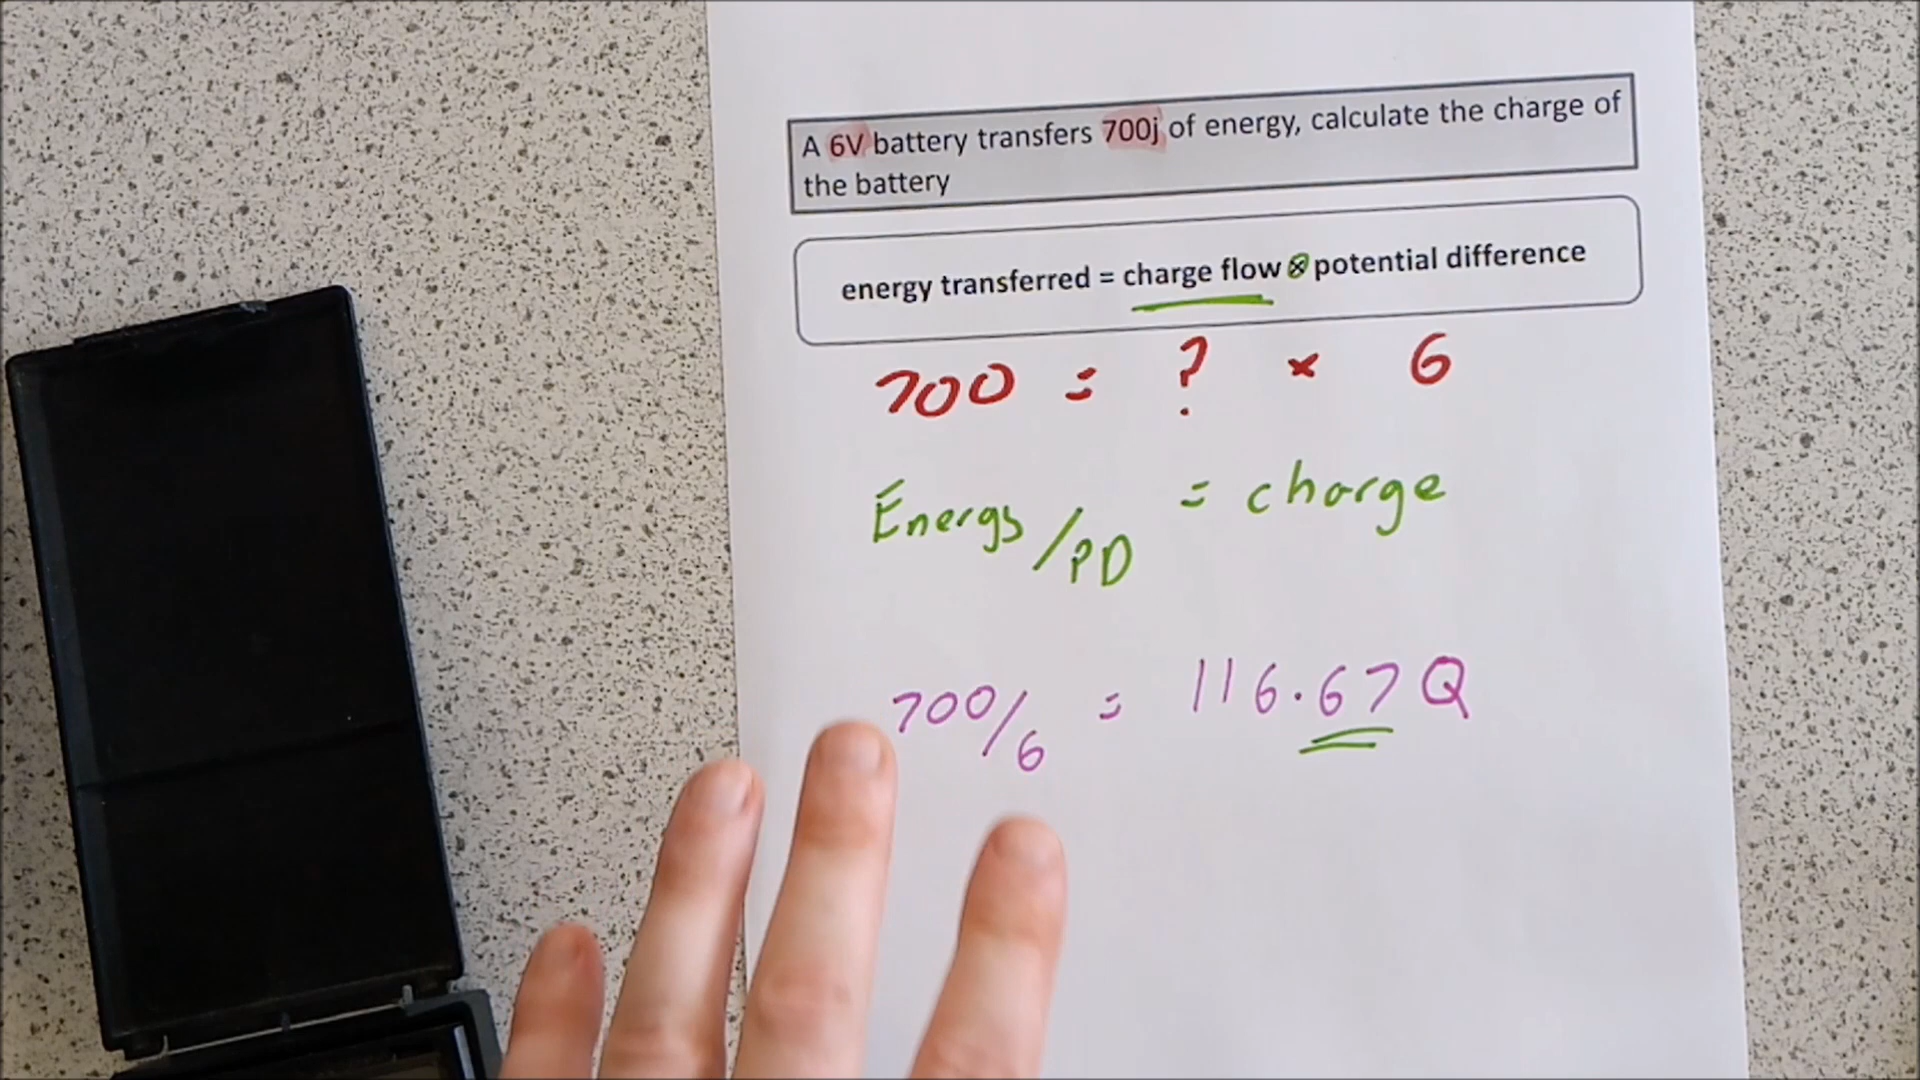 A 6V battery transfers 700j of energy, calculate the charge of
the battery
energy transferred = charge flow ⊗ potential difference
700 = ? × 6
Energy/PD = charge
700/6 = 116.67 Q